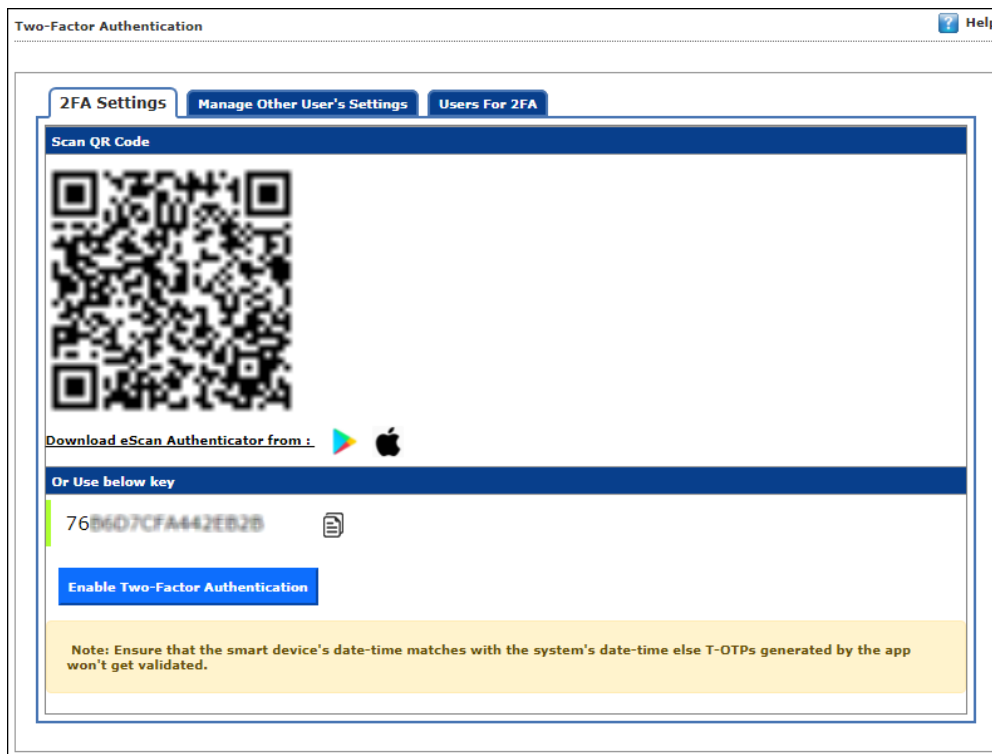 Two-Factor Authentication
Help
2FA Settings
Manage Other User's Settings
Users For 2FA
Scan QR Code
Download eScan Authenticator from :
Or Use below key
76
Enable Two-Factor Authentication
Note: Ensure that the smart device's date-time matches with the system's date-time else T-OTPs generated by the app
won't get validated.